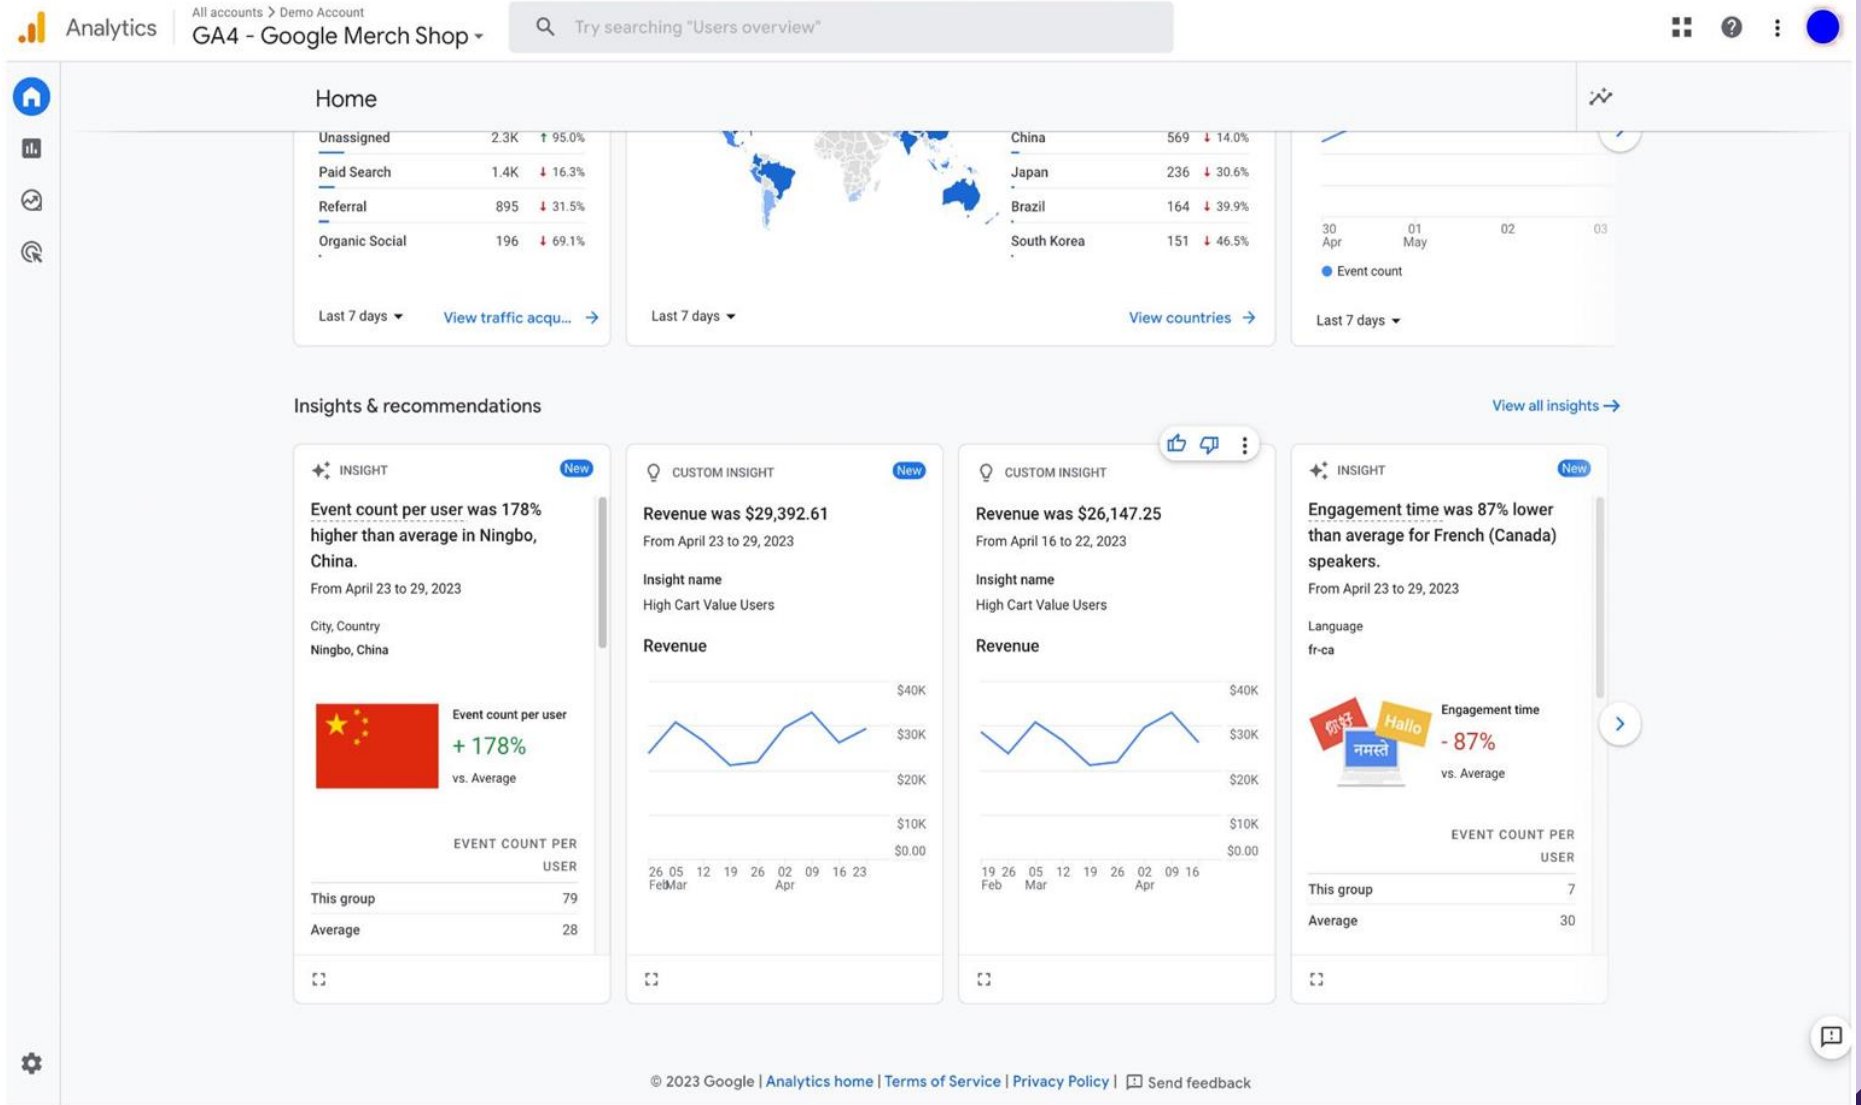 Analytics
All accounts > Demo Account
GA4 - Google Merch Shop
Try searching "Users overview"
Home
Unassigned 2.3K ↑ 95.0%
Paid Search 1.4K ↓ 16.3%
Referral 895 ↓ 31.5%
Organic Social 196 ↓ 69.1%
Last 7 days
View traffic acqu... →
China 569 ↓ 14.0%
Japan 236 ↓ 30.6%
Brazil 164 ↓ 39.9%
South Korea 151 ↓ 46.5%
Last 7 days
View countries →
30 01 02 03
Apr May
Event count
Last 7 days
Insights & recommendations
View all insights →
INSIGHT
New
Event count per user was 178%
higher than average in Ningbo,
China.
From April 23 to 29, 2023
City, Country
Ningbo, China
Event count per user
+ 178%
vs. Average
EVENT COUNT PER
USER
This group 79
Average 28
CUSTOM INSIGHT
New
Revenue was $29,392.61
From April 23 to 29, 2023
Insight name
High Cart Value Users
Revenue
$40K
$30K
$20K
$10K
$0.00
26 05 12 19 26 02 09 16 23
Feb Mar Apr
CUSTOM INSIGHT
Revenue was $26,147.25
From April 16 to 22, 2023
Insight name
High Cart Value Users
Revenue
$40K
$30K
$20K
$10K
$0.00
19 26 05 12 19 26 02 09 16
Feb Mar Apr
INSIGHT
New
Engagement time was 87% lower
than average for French (Canada)
speakers.
From April 23 to 29, 2023
Language
fr-ca
你好
Hallo
नमस्ते
Engagement time
- 87%
vs. Average
EVENT COUNT PER
USER
This group 7
Average 30
© 2023 Google | Analytics home | Terms of Service | Privacy Policy | Send feedback